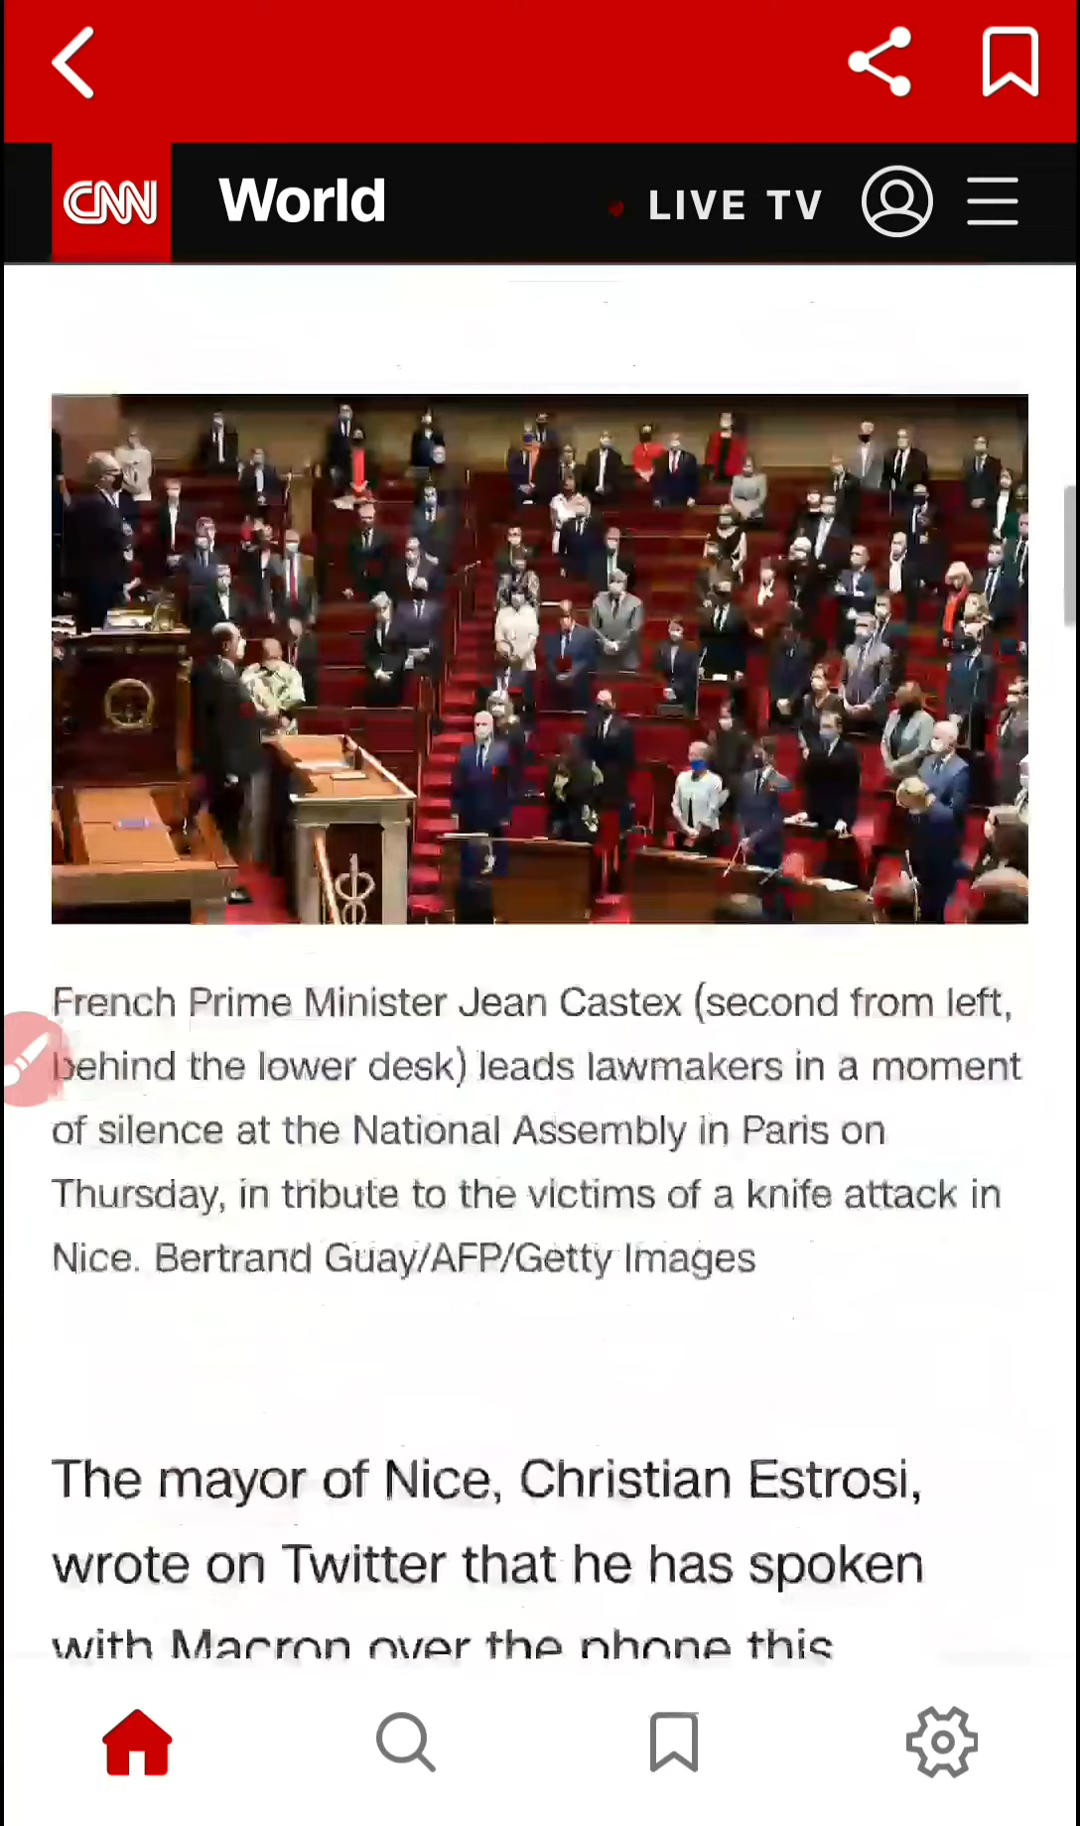 CNN World LIVE TV
French Prime Minister Jean Castex (second from left,
behind the lower desk) leads lawmakers in a moment
of silence at the National Assembly in Paris on
Thursday, in tribute to the victims of a knife attack in
Nice. Bertrand Guay/AFP/Getty Images
The mayor of Nice, Christian Estrosi,
wrote on Twitter that he has spoken
with Macron over the phone this